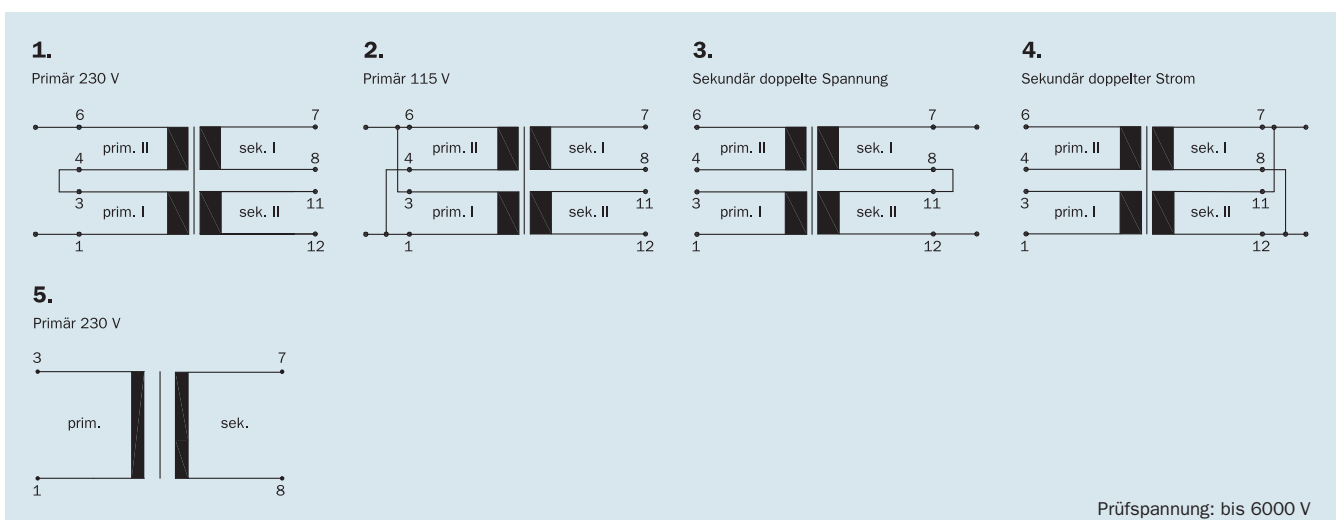 1.
Primär 230 V
6
7
prim. II
sek. I
4
8
3
11
prim. I
sek. II
1
12
2.
Primär 115 V
6
7
prim. II
sek. I
4
8
3
11
prim. I
sek. II
1
12
3.
Sekundär doppelte Spannung
6
7
prim. II
sek. I
4
8
3
11
prim. I
sek. II
1
12
4.
Sekundär doppelter Strom
6
7
prim. II
sek. I
4
8
3
11
prim. I
sek. II
1
12
5.
Primär 230 V
3
7
prim.
sek.
1
8
Prüfspannung: bis 6000 V